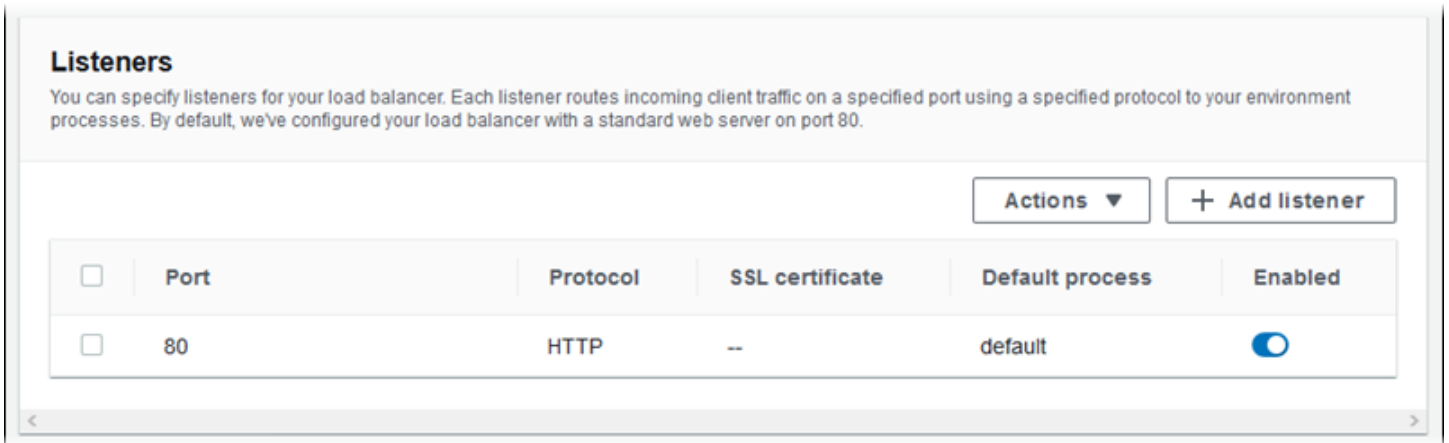 Listeners
You can specify listeners for your load balancer. Each listener routes incoming client traffic on a specified port using a specified protocol to your environment
processes. By default, we've configured your load balancer with a standard web server on port 80.
Actions + Add listener
Port Protocol SSL certificate Default process Enabled
80 HTTP -- default